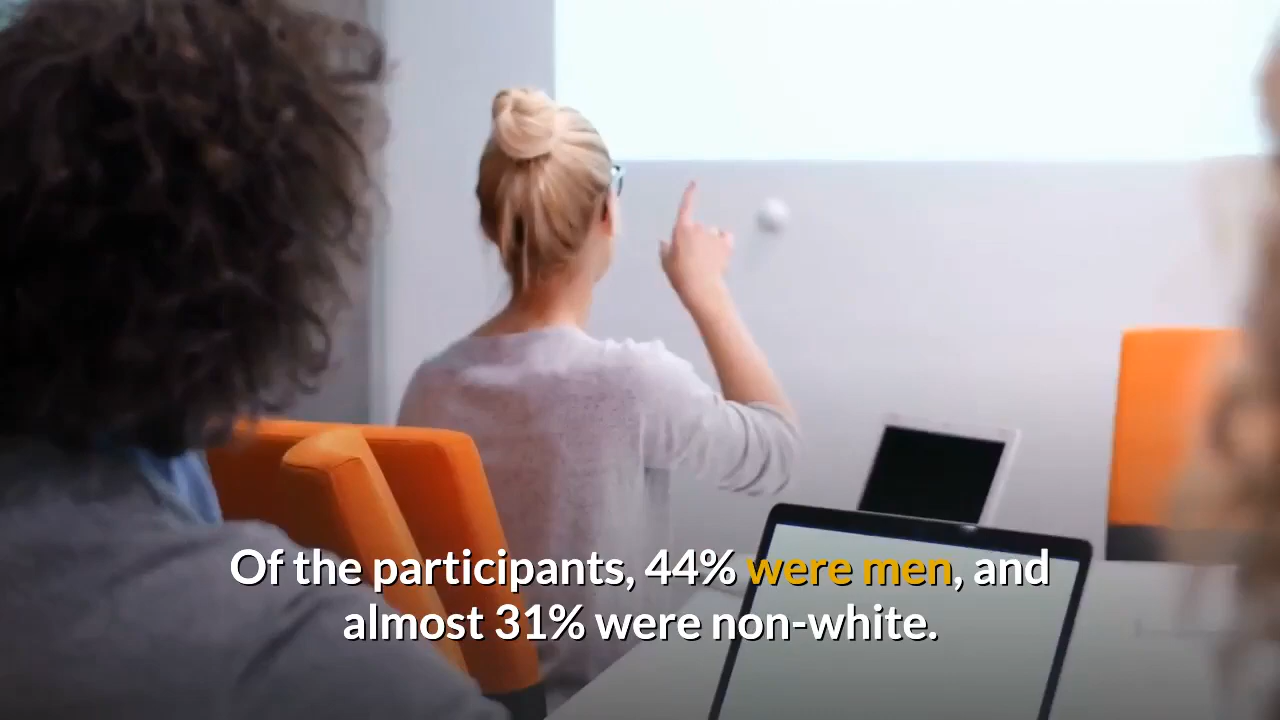 Of the participants, 44% were men, and
almost 31% were non-white.